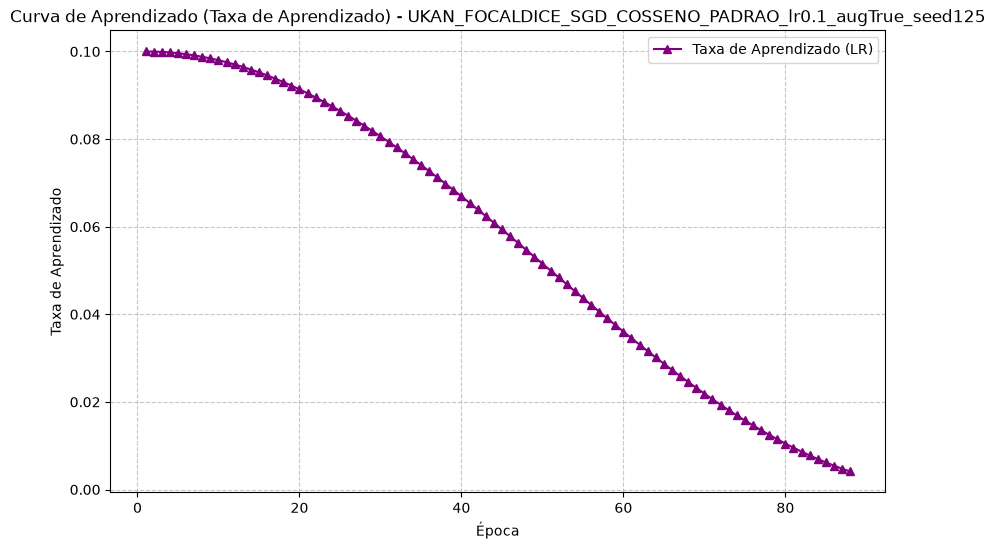 Curva de Aprendizado (Taxa de Aprendizado) - UKAN_FOCALDICE_SGD_COSSENO_PADRAO_lr0.1_augTrue_seed125
Taxa de Aprendizado (LR)
0.10
0.08
0.06
0.04
0.02
0.00
Taxa de Aprendizado
0 20 40 60 80
Época